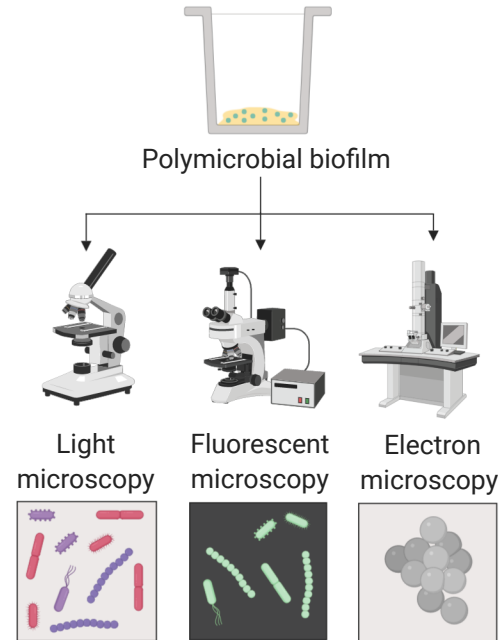 Polymicrobial biofilm
Light
microscopy
Fluorescent
microscopy
Electron
microscopy